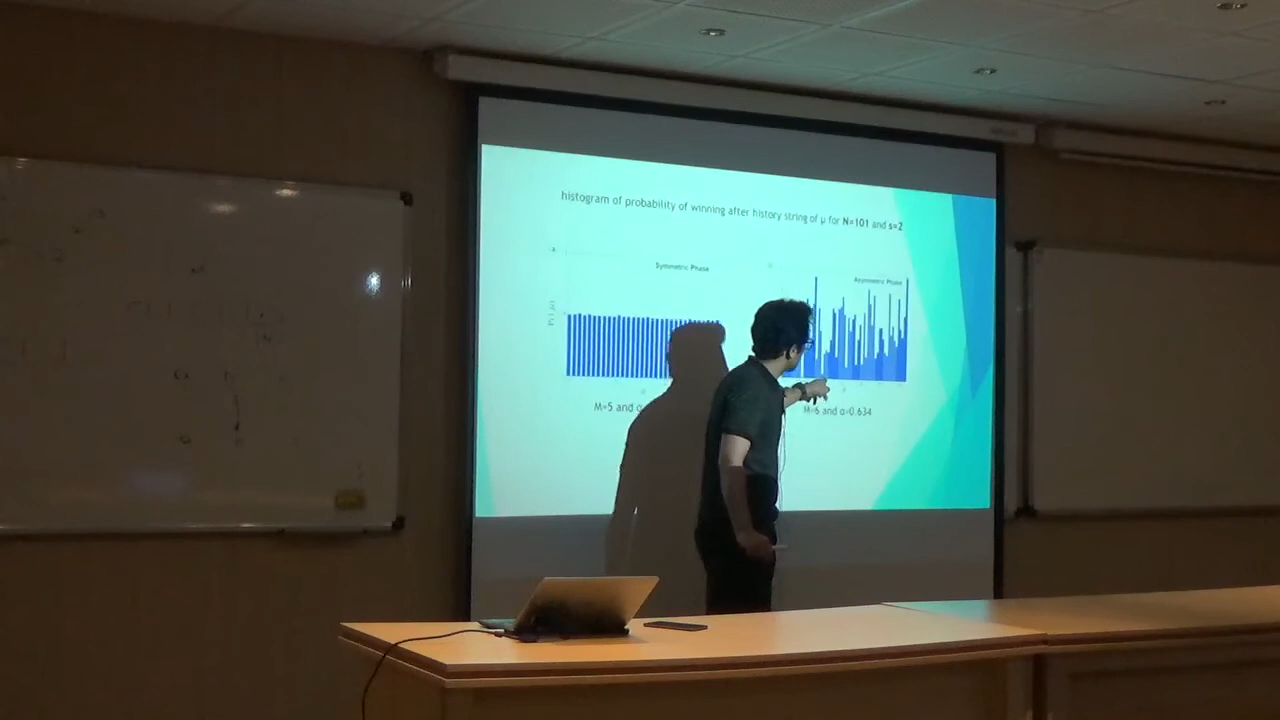 histogram of probability of winning after history string of μ for N=101 and s=2
Symmetric Phase
Asymmetric Phase
M=5 and α
M=6 and α=0.634